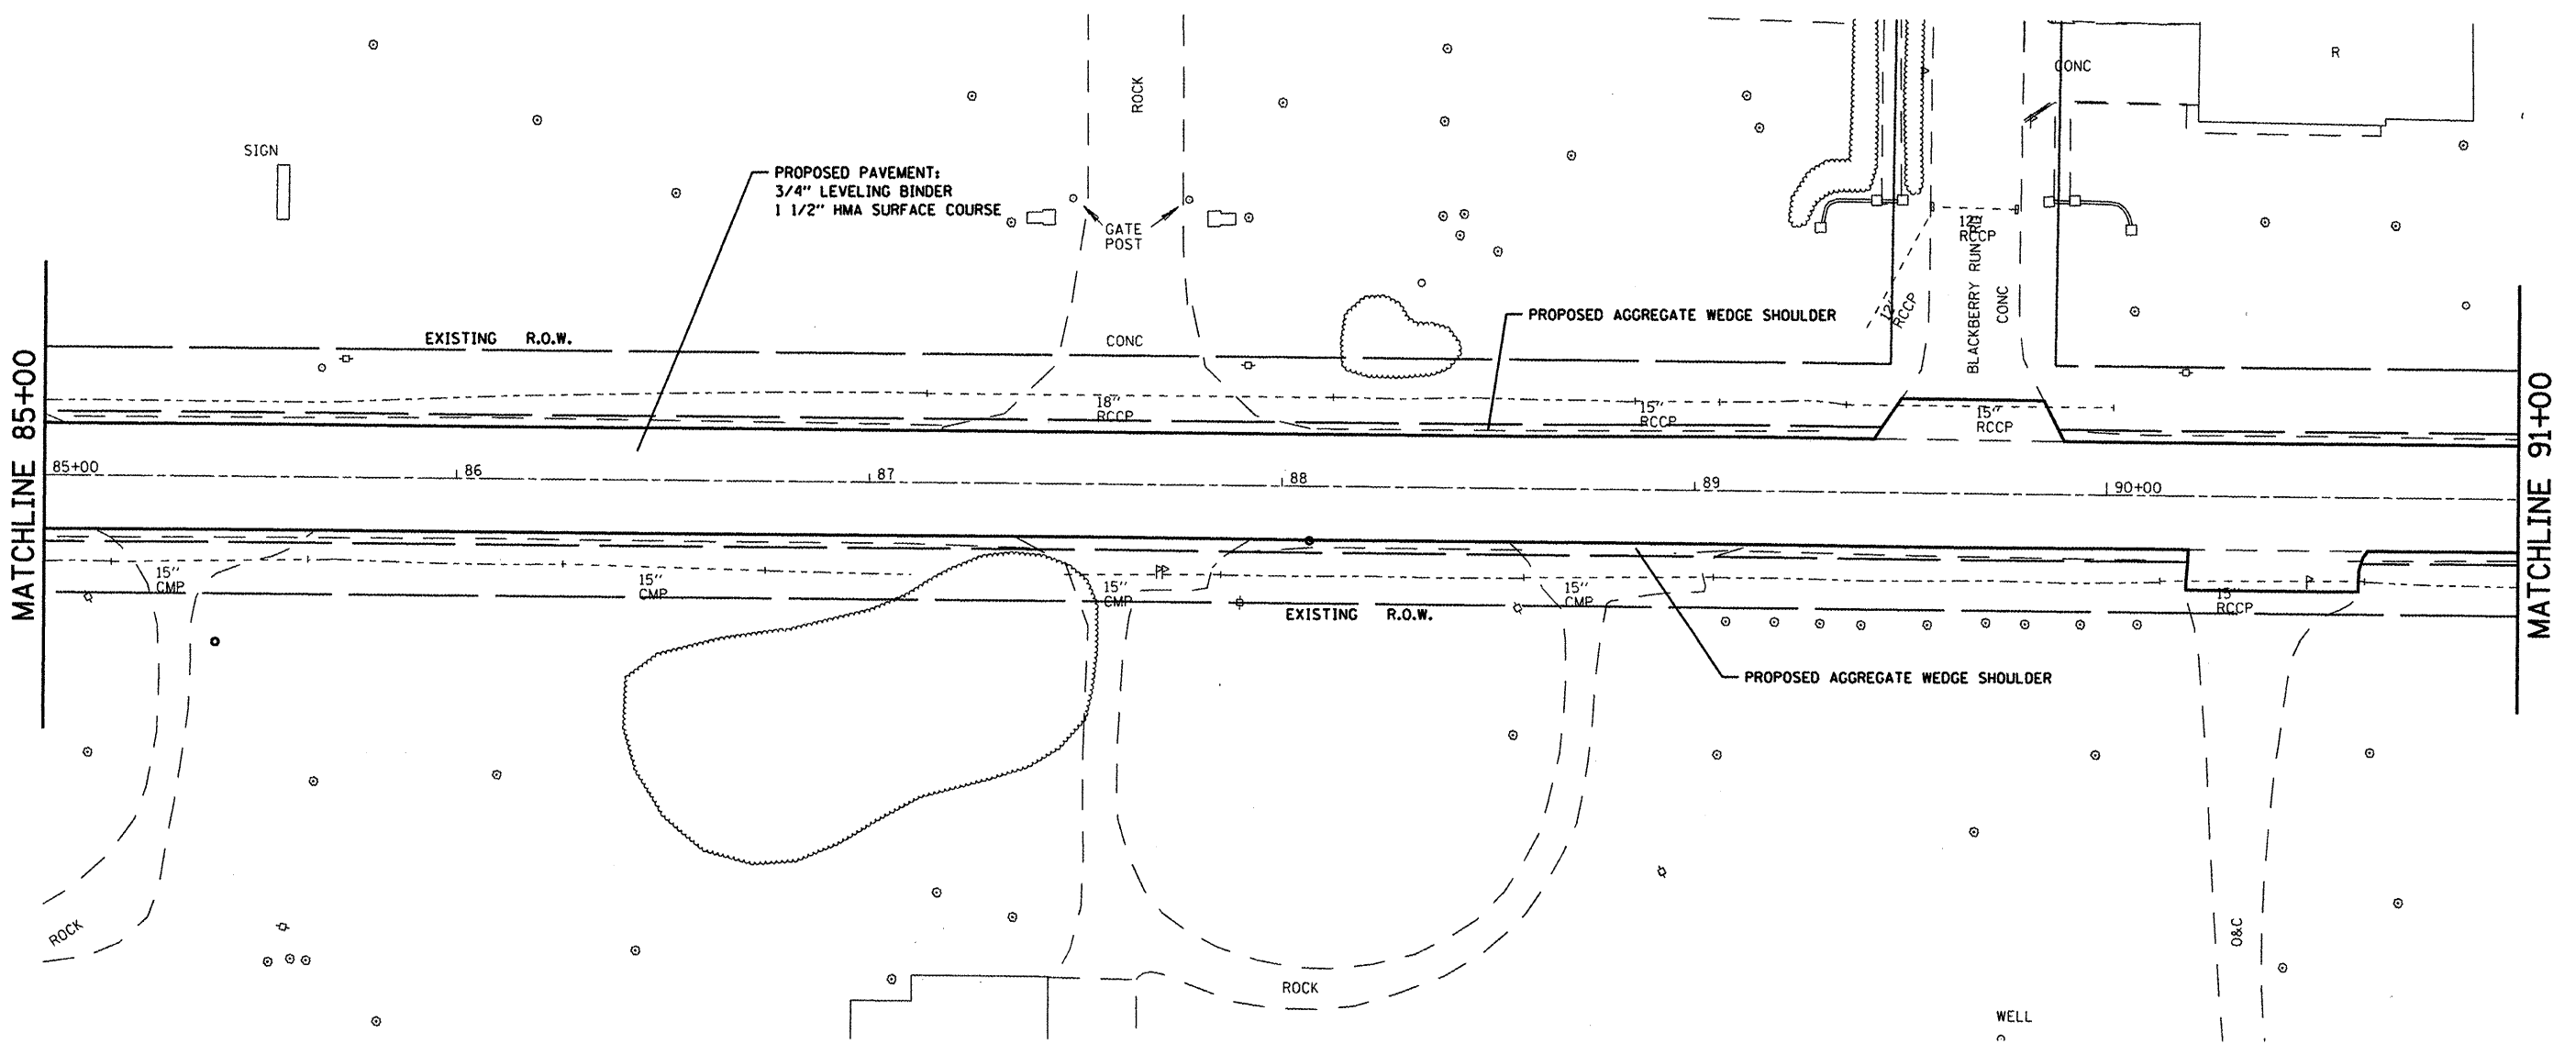 ROCK
R
CONC
SIGN
PROPOSED PAVEMENT:
3/4" LEVELING BINDER
1 1/2" HMA SURFACE COURSE
GATE
POST
12"
RCCP
BLACKBERRY RUN
CONC
12"
RCCP
PROPOSED AGGREGATE WEDGE SHOULDER
EXISTING R.O.W.
CONC
MATCHLINE 85+00
MATCHLINE 91+00
18"
RCCP
15"
RCCP
15"
RCCP
85+00
86
87
88
89
90+00
15"
CMP
15"
CMP
15"
CMP
PP
15"
CMP
P
15"
RCCP
EXISTING R.O.W.
PROPOSED AGGREGATE WEDGE SHOULDER
ROCK
ROCK
O&C
WELL